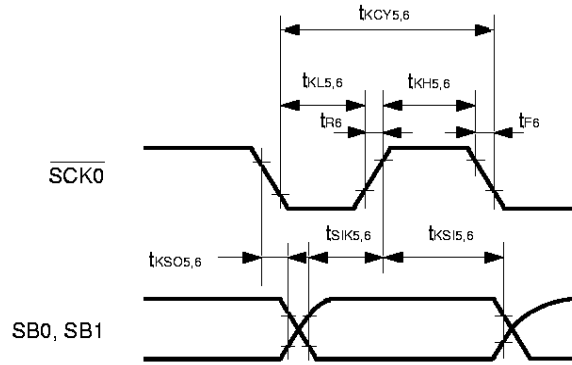 tKCY5,6
tKL5,6
tKH5,6
tR6
tF6
SCK0
tSIK5,6
tKSI5,6
tKSO5,6
SB0, SB1